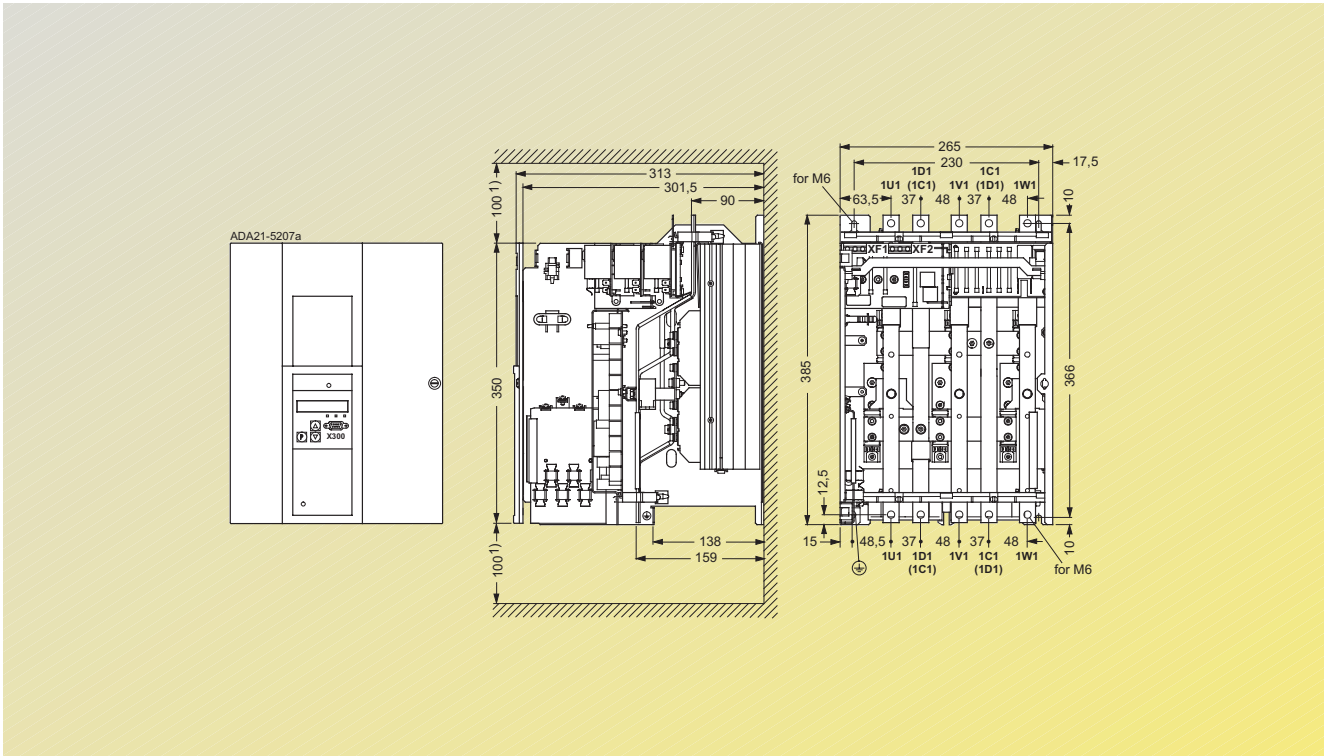 ADA21-5207a
P
X300
100 1)
350
100 1)
313
301,5
90
138
159
265
230
17,5
for M6
1D1
(1C1)
1C1
(1D1)
1U1
1V1
1W1
63,5
37
48
37
48
10
XF1
XF2
385
366
12,5
10
15
48,5
37
48
37
48
1U1
1D1
(1C1)
1V1
1C1
(1D1)
1W1
for M6